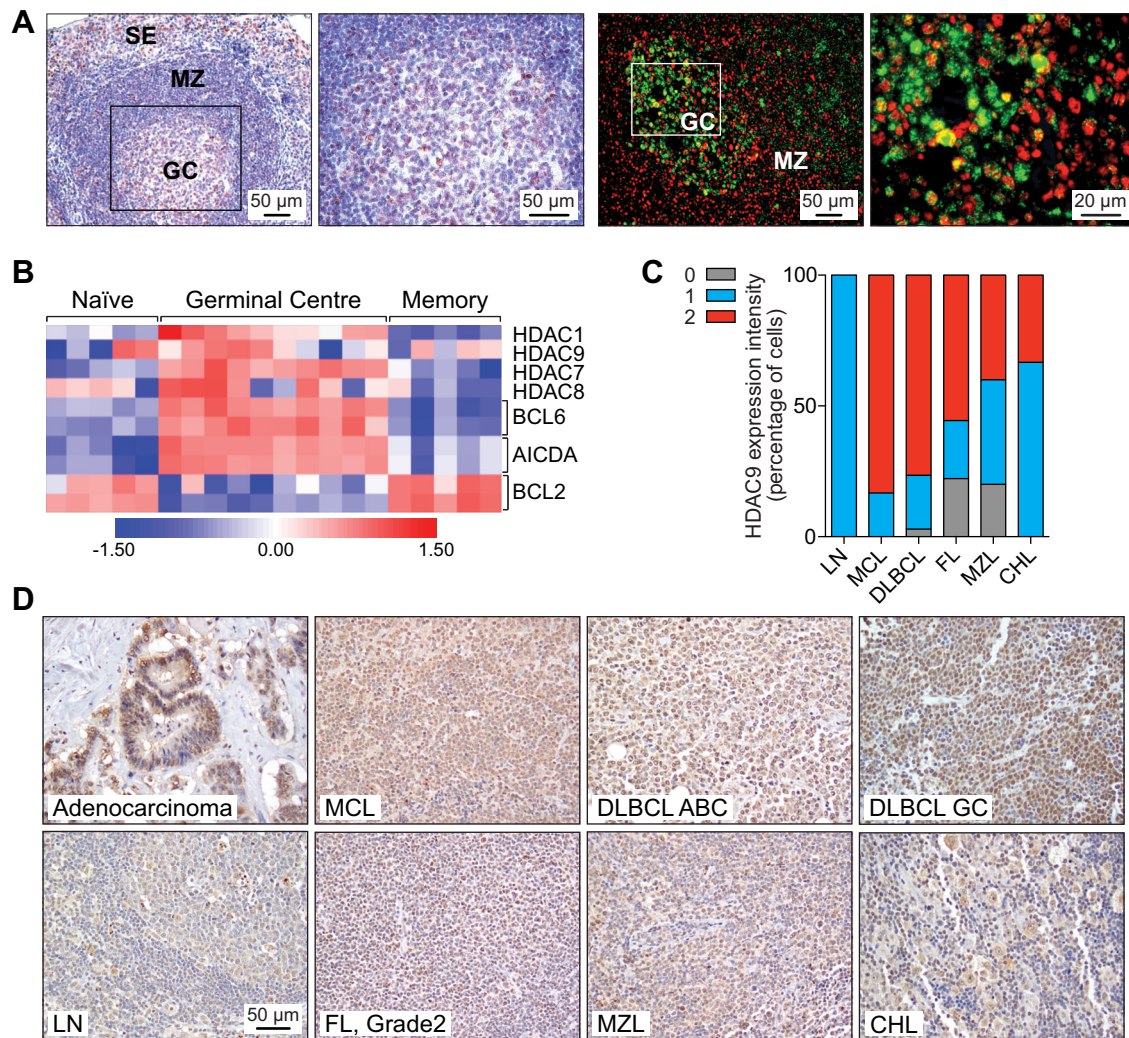 A
SE
MZ
GC
50 µm
50 µm
GC
MZ
50 µm
20 µm
B
Naïve
Germinal Centre
Memory
HDAC1
HDAC9
HDAC7
HDAC8
BCL6
AICDA
BCL2
-1.50
0.00
1.50
C
0
1
2
HDAC9 expression intensity
(percentage of cells)
100
50
0
LN
MCL
DLBCL
FL
MZL
CHL
D
Adenocarcinoma
MCL
DLBCL ABC
DLBCL GC
LN
50 µm
FL, Grade2
MZL
CHL